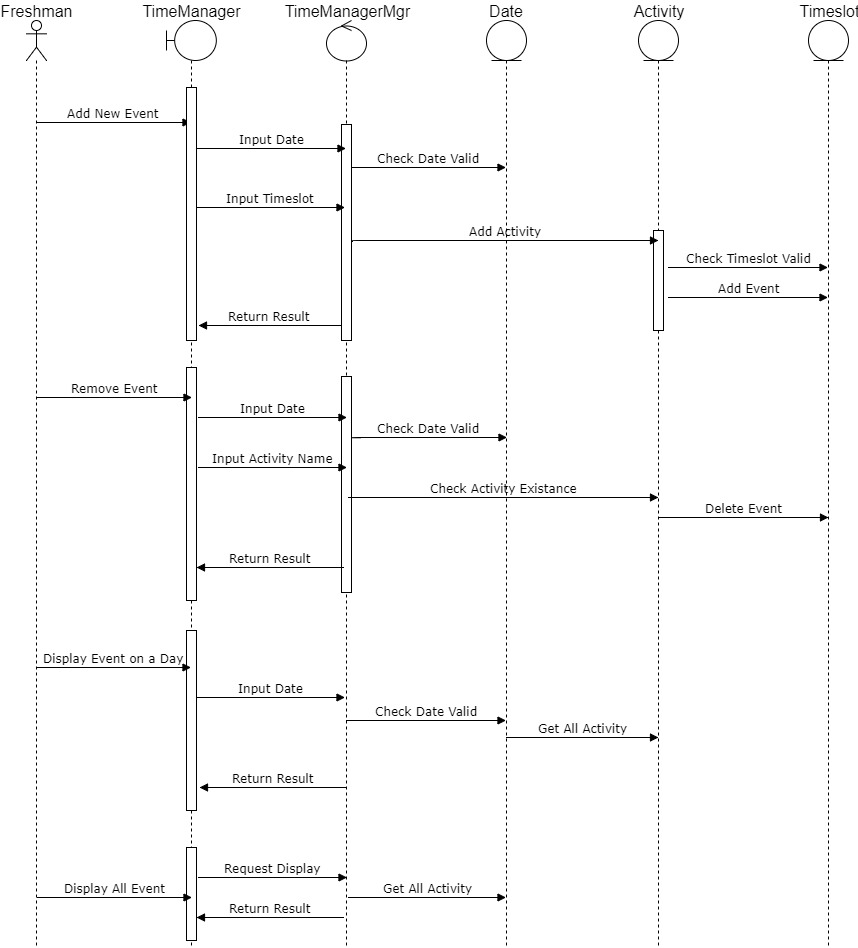 Freshman
TimeManager
TimeManagerMgr
Date
Activity
Timeslot
Add New Event
Input Date
Check Date Valid
Input Timeslot
Add Activity
Check Timeslot Valid
Add Event
Return Result
Remove Event
Input Date
Check Date Valid
Input Activity Name
Check Activity Existance
Delete Event
Return Result
Display Event on a Day
Input Date
Check Date Valid
Get All Activity
Return Result
Request Display
Display All Event
Get All Activity
Return Result